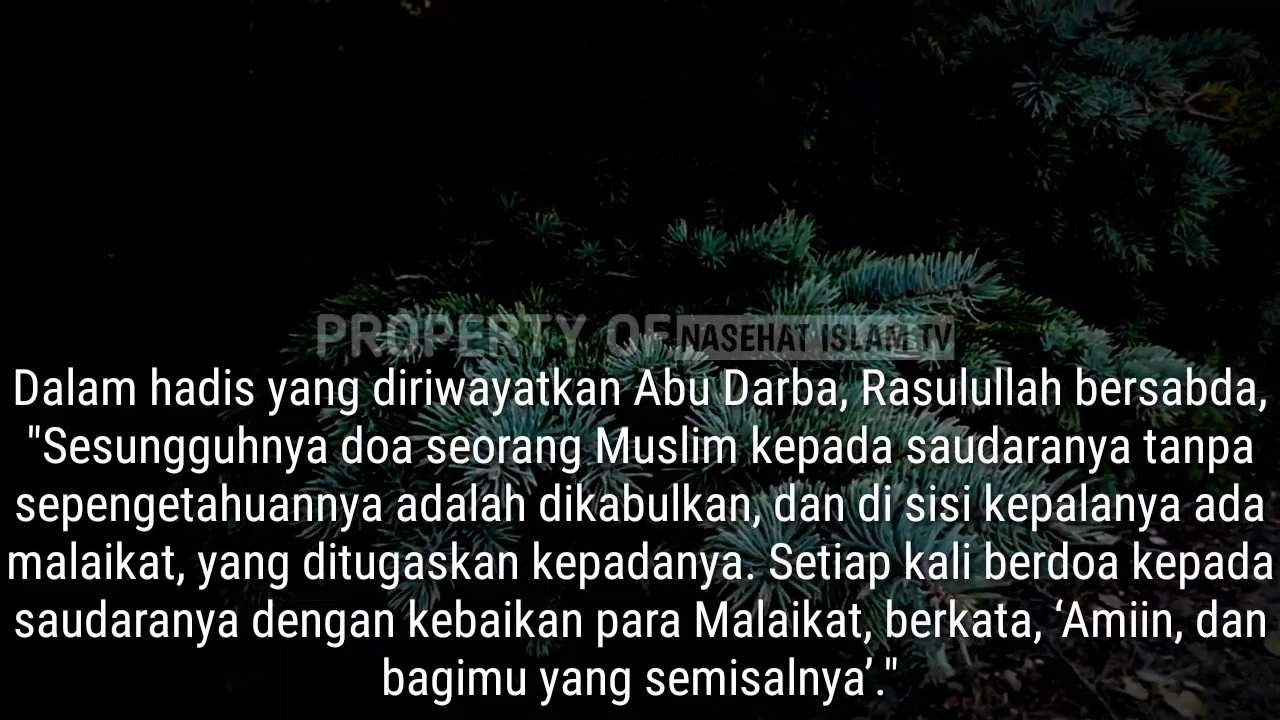 PROPERTY OF NASEHAT ISLAM TV
Dalam hadis yang diriwayatkan Abu Darba, Rasulullah bersabda,
"Sesungguhnya doa seorang Muslim kepada saudaranya tanpa
sepengetahuannya adalah dikabulkan, dan di sisi kepalanya ada
malaikat, yang ditugaskan kepadanya. Setiap kali berdoa kepada
saudaranya dengan kebaikan para Malaikat, berkata, ‘Amiin, dan
bagimu yang semisalnya’."